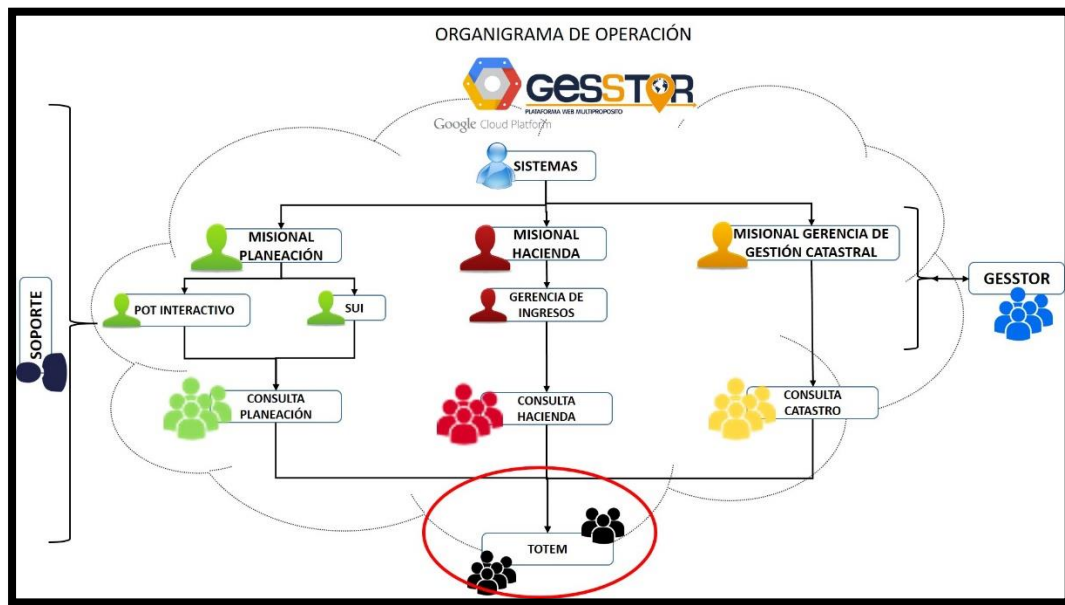 ORGANIGRAMA DE OPERACIÓN
GESSTOR
PLATAFORMA WEB MULTIPROPOSITO
Google Cloud Platform
SISTEMAS
MISIONAL
PLANEACIÓN
MISIONAL
HACIENDA
MISIONAL GERENCIA DE
GESTIÓN CATASTRAL
GESSTOR
SOPORTE
POT INTERACTIVO
SUI
GERENCIA DE
INGRESOS
CONSULTA
PLANEACIÓN
CONSULTA
HACIENDA
CONSULTA
CATASTRO
TOTEM